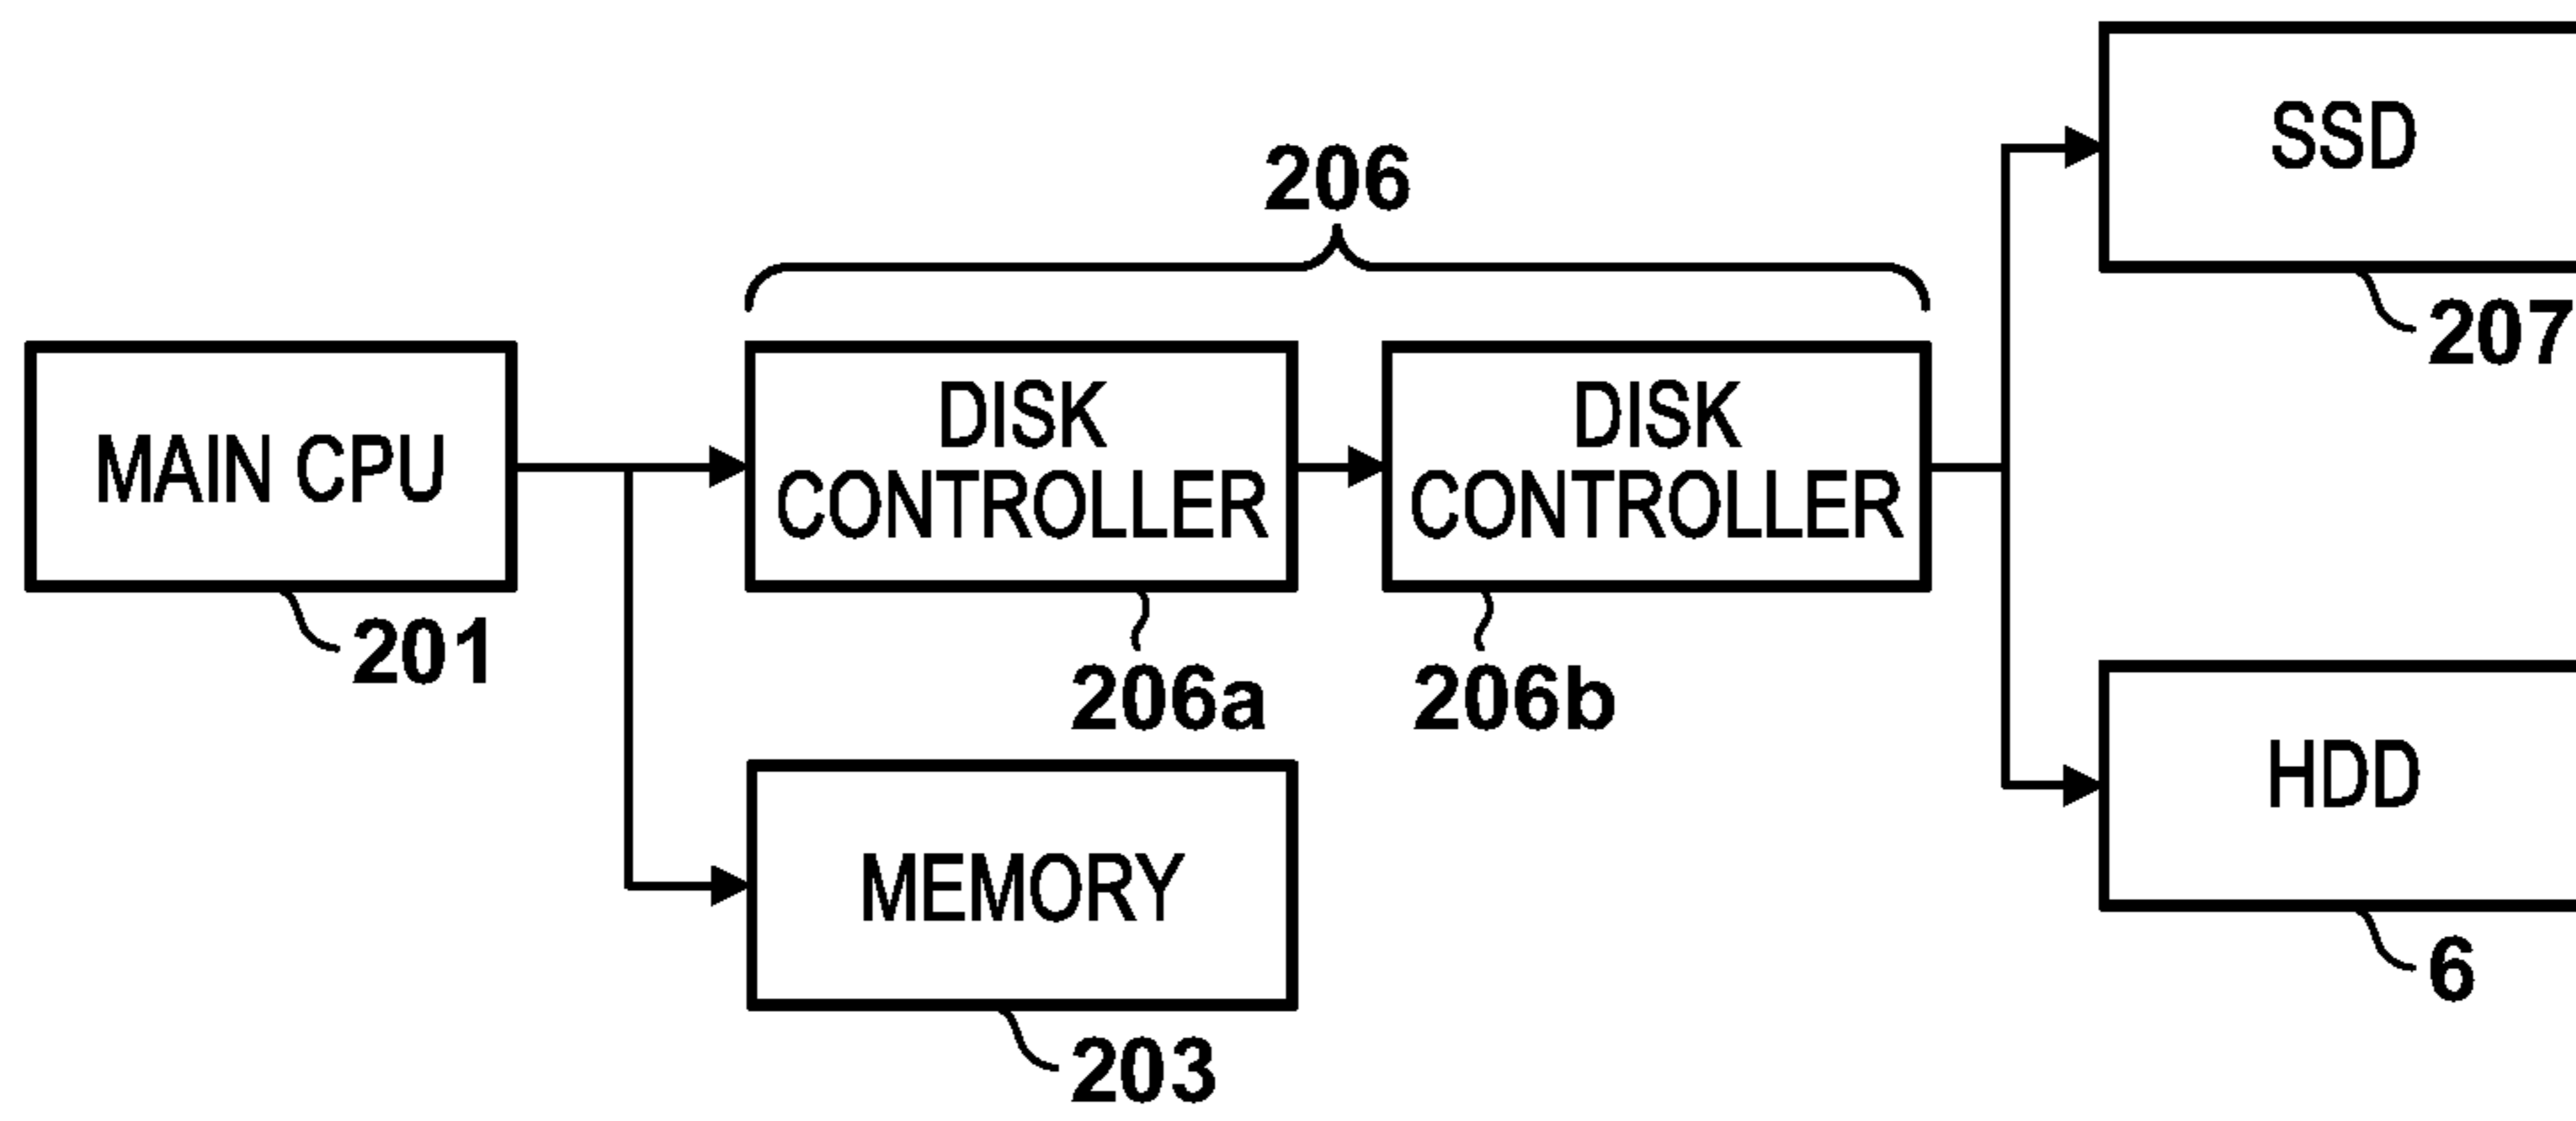 206
SSD
207
MAIN CPU
201
DISK
CONTROLLER
206a
DISK
CONTROLLER
206b
MEMORY
203
HDD
6